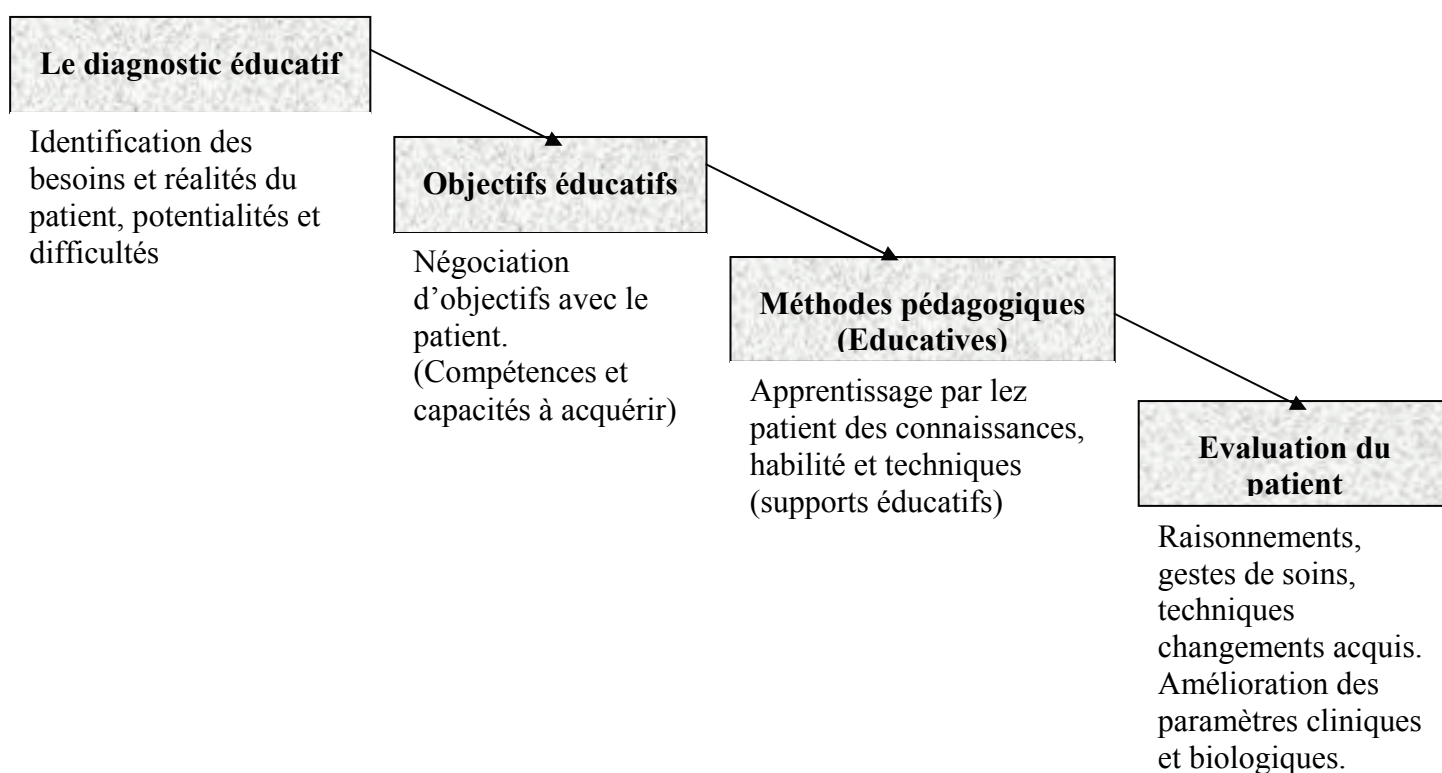 Le diagnostic éducatif
Identification des
besoins et réalités du
patient, potentialités et
difficultés
Objectifs éducatifs
Négociation
d’objectifs avec le
patient.
(Compétences et
capacités à acquérir)
Méthodes pédagogiques
(Educatives)
Apprentissage par lez
patient des connaissances,
habilité et techniques
(supports éducatifs)
Evaluation du
patient
Raisonnements,
gestes de soins,
techniques
changements acquis.
Amélioration des
paramètres cliniques
et biologiques.